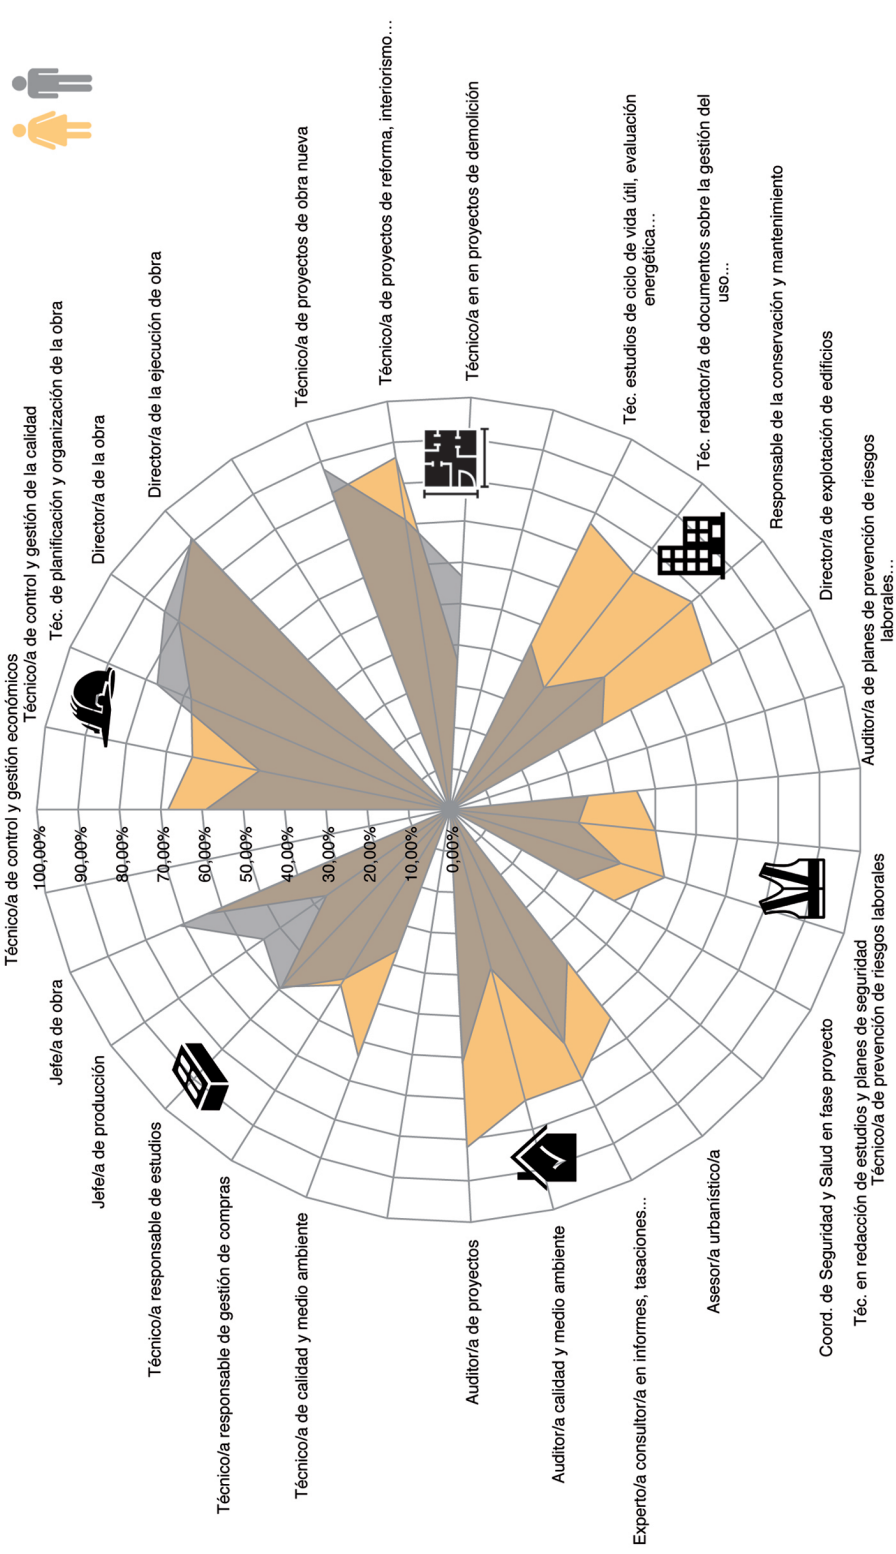 Técnico/a de control y gestión económicos
Técnico/a de control y gestión de la calidad
Téc. de planificación y organización de la obra
Director/a de la obra
Director/a de la ejecución de obra
Técnico/a de proyectos de obra nueva
Técnico/a de proyectos de reforma, interiorismo…
Técnico/a en en proyectos de demolición
Téc. estudios de ciclo de vida útil, evaluación
energética…
Téc. redactor/a de documentos sobre la gestión del
uso…
Responsable de la conservación y mantenimiento
Director/a de explotación de edificios
Auditor/a de planes de prevención de riesgos
laborales…
Técnico/a de prevención de riesgos laborales
Téc. en redacción de estudios y planes de seguridad
Coord. de Seguridad y Salud en fase proyecto
Asesor/a urbanístico/a
Experto/a consultor/a en informes, tasaciones...
Auditor/a calidad y medio ambiente
Auditor/a de proyectos
Técnico/a de calidad y medio ambiente
Técnico/a responsable de gestión de compras
Técnico/a responsable de estudios
Jefe/a de producción
Jefe/a de obra
100,00%
90,00%
80,00%
70,00%
60,00%
50,00%
40,00%
30,00%
20,00%
10,00%
0,00%